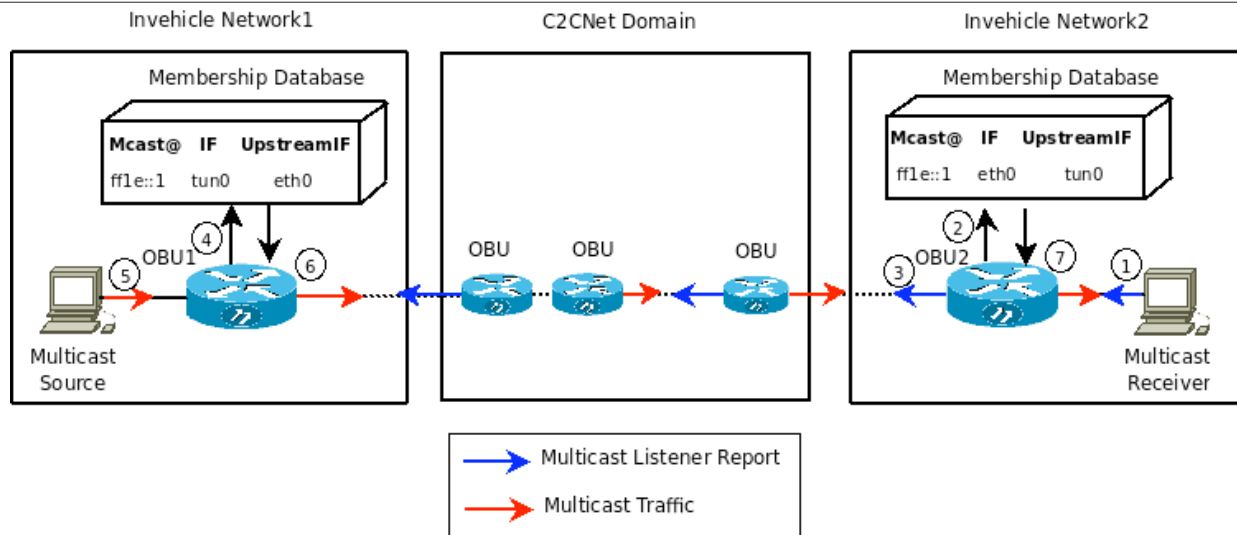 Invehicle Network1
C2CNet Domain
Invehicle Network2
Membership Database
Mcast@ IF UpstreamIF
ff1e::1 tun0 eth0
Membership Database
Mcast@ IF UpstreamIF
ff1e::1 eth0 tun0
4
2
5
OBU1
6
OBU
OBU
OBU
3
OBU2
7
1
Multicast
Source
Multicast
Receiver
Multicast Listener Report
Multicast Traffic